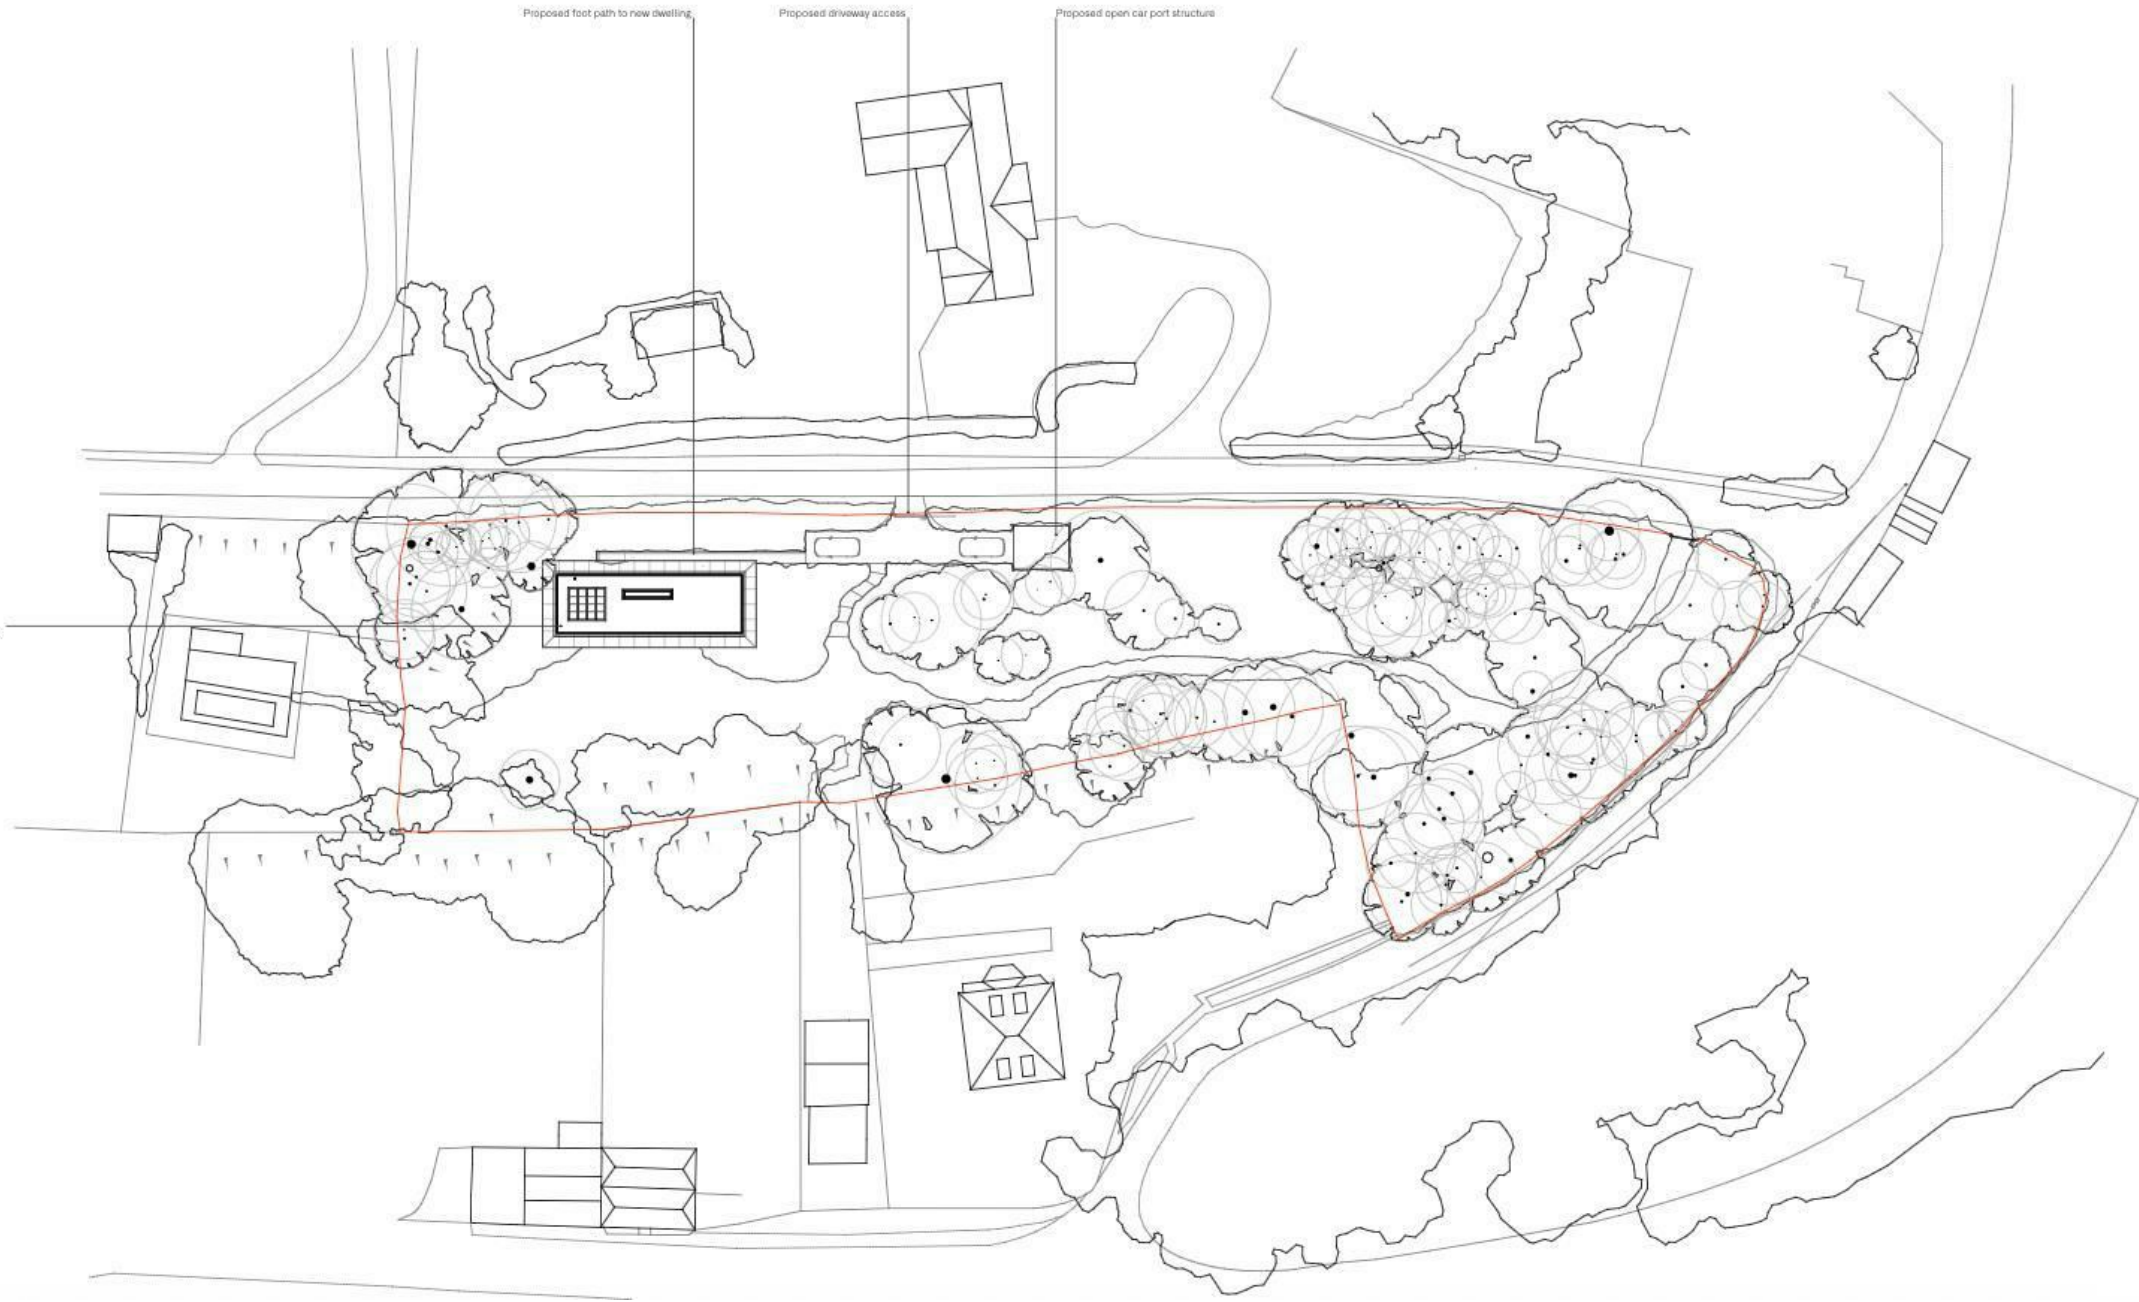 Proposed foot path to new dwelling
Proposed driveway access
Proposed open car port structure